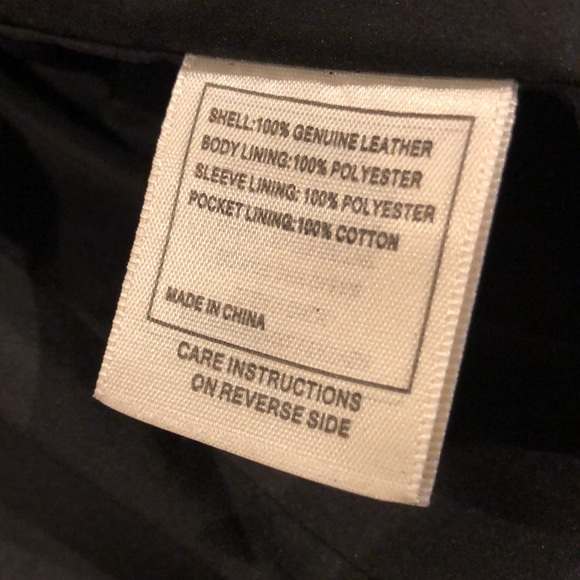 SHELL:100% GENUINE LEATHER
BODY LINING:100% POLYESTER
SLEEVE LINING: 100% POLYESTER
POCKET LINING:100% COTTON
MADE IN CHINA
CARE INSTRUCTIONS
ON REVERSE SIDE